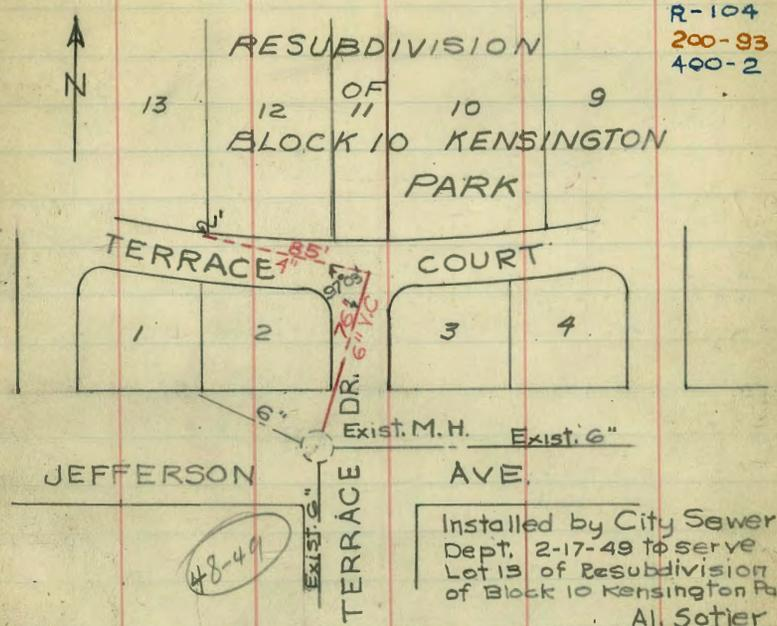 R-104
200-93
400-2
N
RESUBDIVISION
OF
13 12 11 10 9
BLOCK 10 KENSINGTON
PARK
2'
TERRACE COURT
85'
4"
97°05'
75'
6" V.C
1 2 3 4
6"
DR.
Exist. M.H. Exist. 6"
JEFFERSON AVE.
Exist. 6"
TERRACE
48-49
Installed by City Sewer
Dept. 2-17-49 to serve
Lot 13 of Resubdivision
of Block 10 Kensington Pa
Al. Sotier